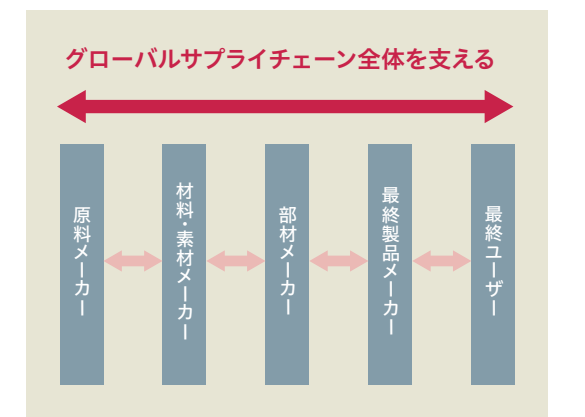 グローバルサプライチェーン全体を支える
原料メーカー
材料・素材メーカー
部材メーカー
最終製品メーカー
最終ユーザー